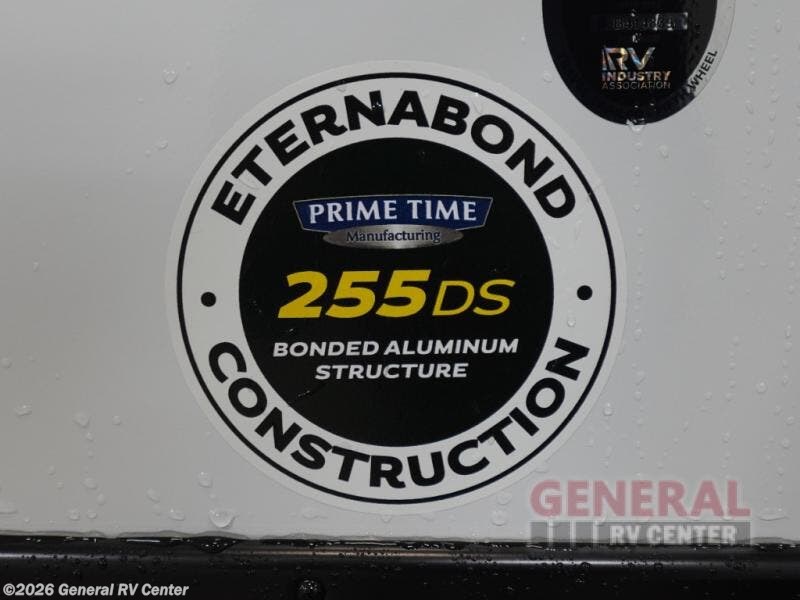 RV
INDUSTRY
ASSOCIATION
WHEEL
ETERNABOND
PRIME TIME
Manufacturing
255DS
BONDED ALUMINUM
STRUCTURE
CONSTRUCTION
GENERAL
RV CENTER
©2026 General RV Center